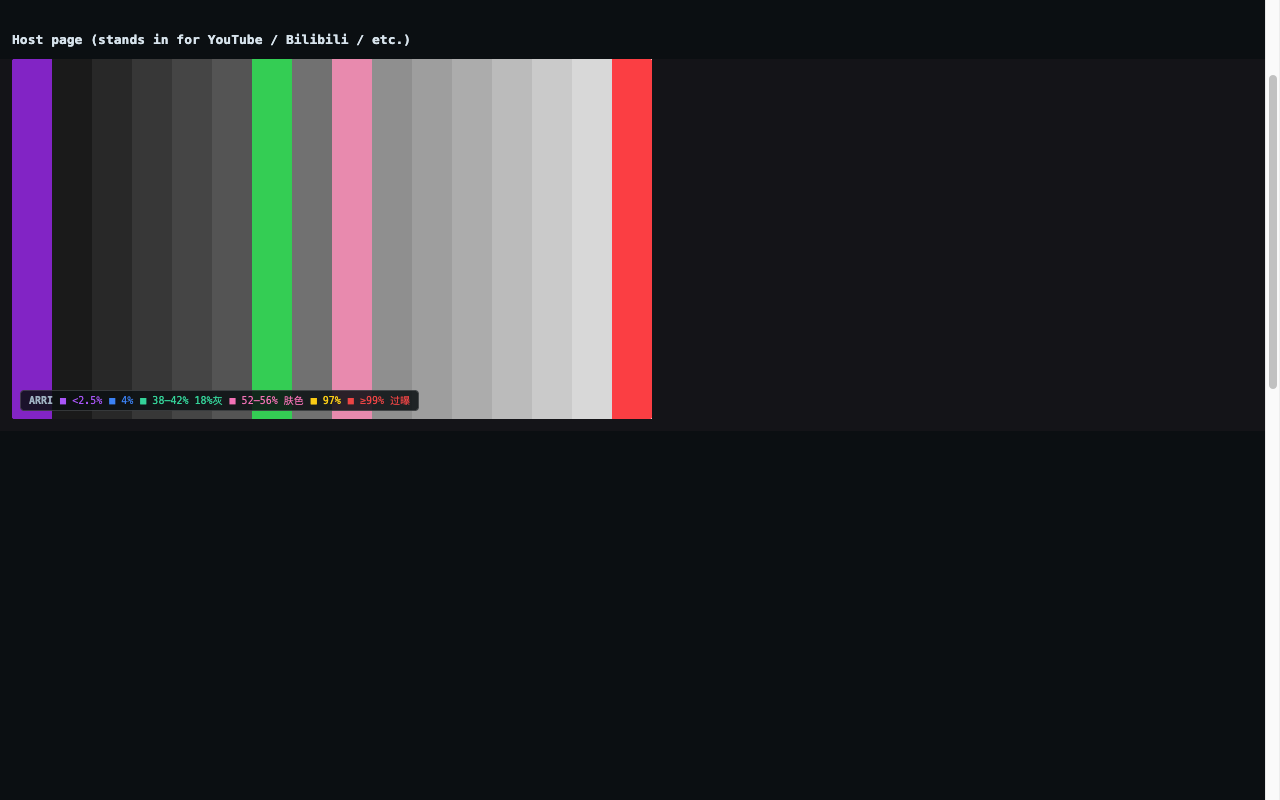 Host page (stands in for YouTube / Bilibili / etc.)
ARRI ■ <2.5% ■ 4% ■ 38–42% 18%灰 ■ 52–56% 肤色 ■ 97% ■ ≥99% 过曝